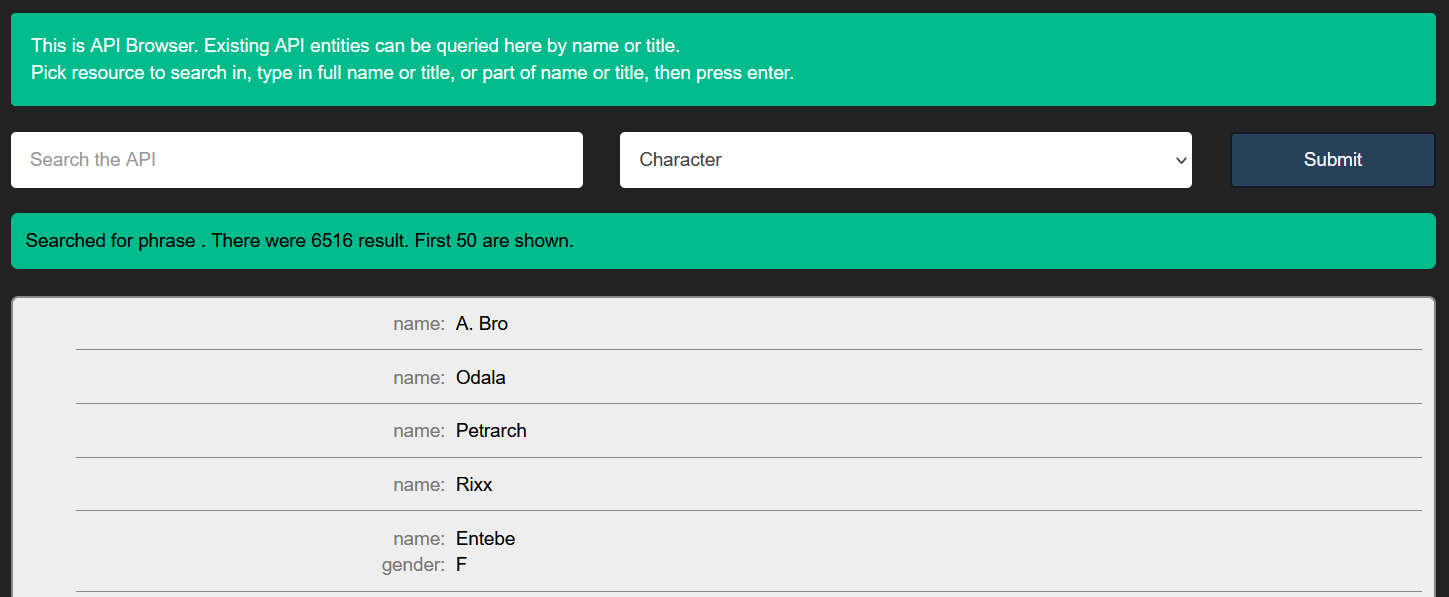 This is API Browser. Existing API entities can be queried here by name or title.
Pick resource to search in, type in full name or title, or part of name or title, then press enter.
Search the API
Character
Submit
Searched for phrase . There were 6516 result. First 50 are shown.
name: A. Bro
name: Odala
name: Petrarch
name: Rixx
name: Entebe
gender: F